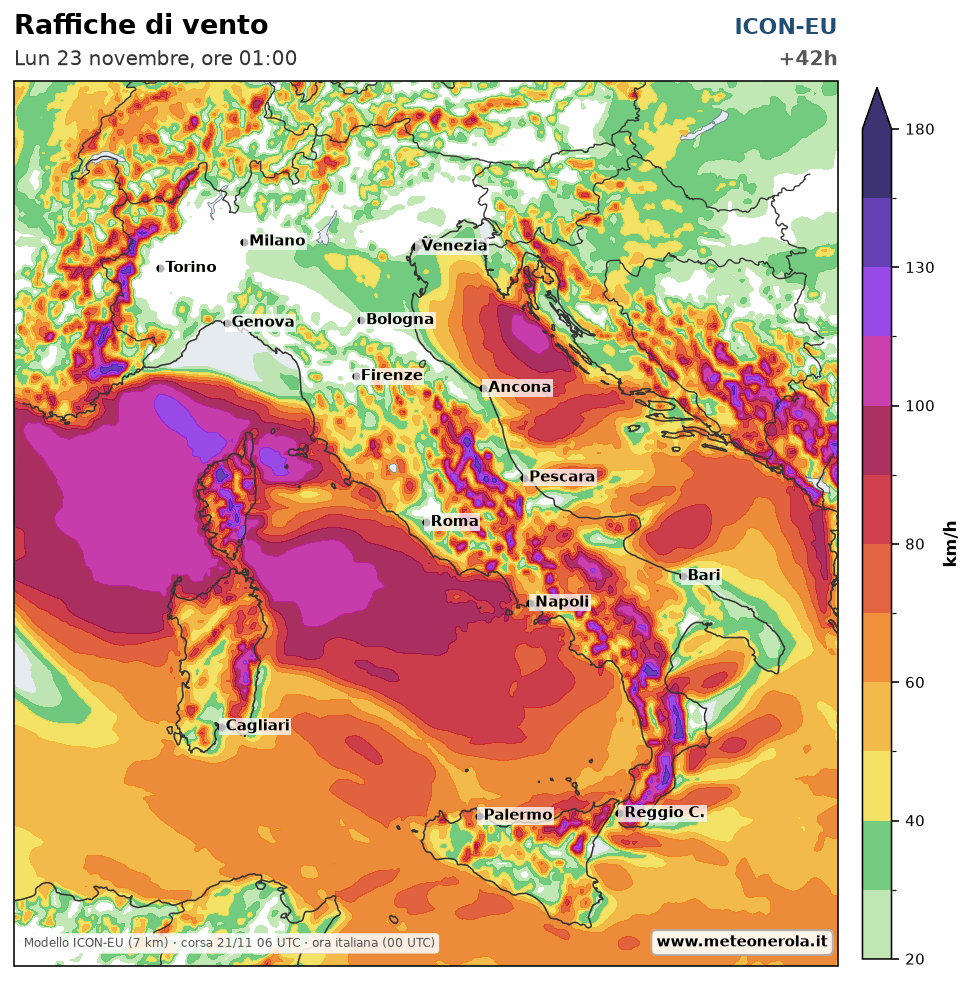 Raffiche di vento
ICON-EU
Lun 23 novembre, ore 01:00
+42h
180
130
100
80
60
40
20
km/h
Milano
Venezia
Torino
Genova
Bologna
Firenze
Ancona
Pescara
Roma
Bari
Napoli
Cagliari
Palermo
Reggio C.
Modello ICON-EU (7 km) · corsa 21/11 06 UTC · ora italiana (00 UTC)
www.meteonerola.it